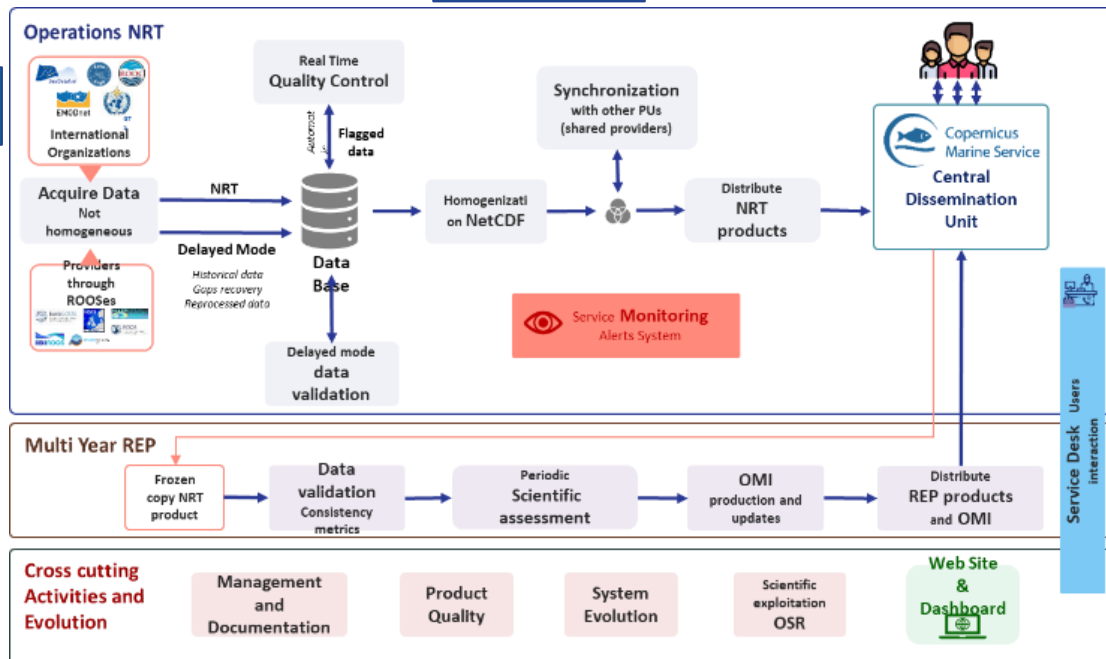 Operations NRT
EMODnet
International
Organizations
Acquire Data
Not
homogeneous
Providers
through
ROOSes
NRT
Delayed Mode
Historical data
Gaps recovery
Reprocessed data
Real Time
Quality Control
Flagged
data
Data
Base
Delayed mode
data
validation
Homogenizati
on NetCDF
Synchronization
with other PUs
(shared providers)
Distribute
NRT
products
Service Monitoring
Alerts System
Copernicus
Marine Service
Central
Dissemination
Unit
Service Desk Users
interaction
Multi Year REP
Frozen
copy NRT
product
Data
validation
Consistency
metrics
Periodic
Scientific
assessment
OMI
production and
updates
Distribute
REP products
and OMI
Cross cutting
Activities and
Evolution
Management
and
Documentation
Product
Quality
System
Evolution
Scientific
exploitation
OSR
Web Site
&
Dashboard